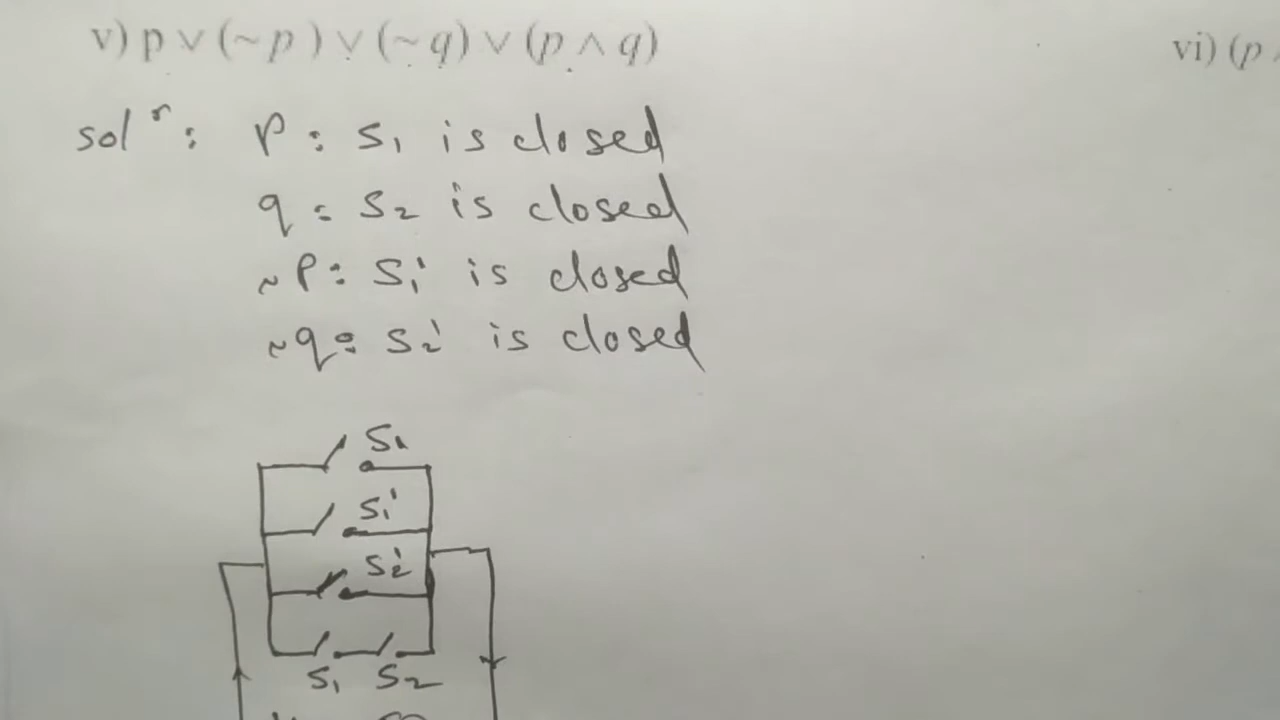 v) p ∨ (~p) ∨ (~q) ∨ (p ∧ q)
vi) (p
solⁿ: p: S₁ is closed
q: S₂ is closed
~p: S₁' is closed
~q: S₂' is closed
S₁
S₁'
S₂'
S₁ S₂